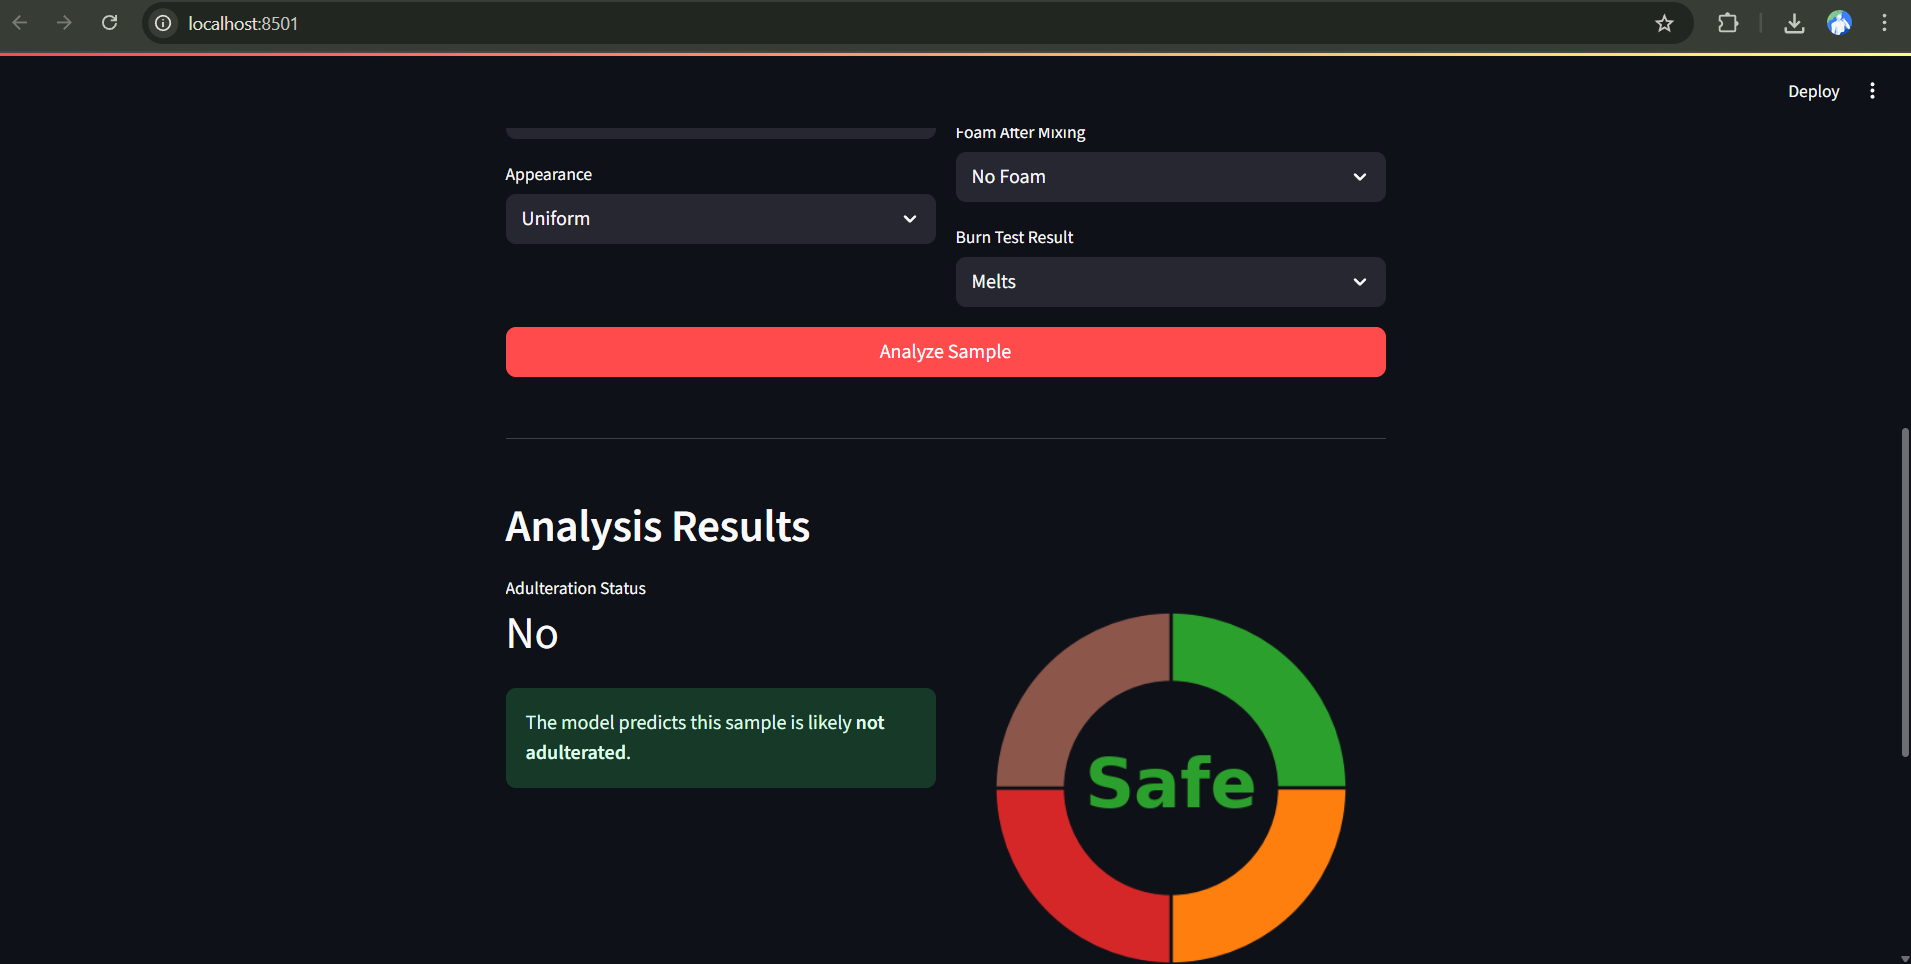 localhost:8501
Deploy
Foam After Mixing
No Foam
Appearance
Uniform
Burn Test Result
Melts
Analyze Sample
Analysis Results
Adulteration Status
No
The model predicts this sample is likely not
adulterated.
Safe